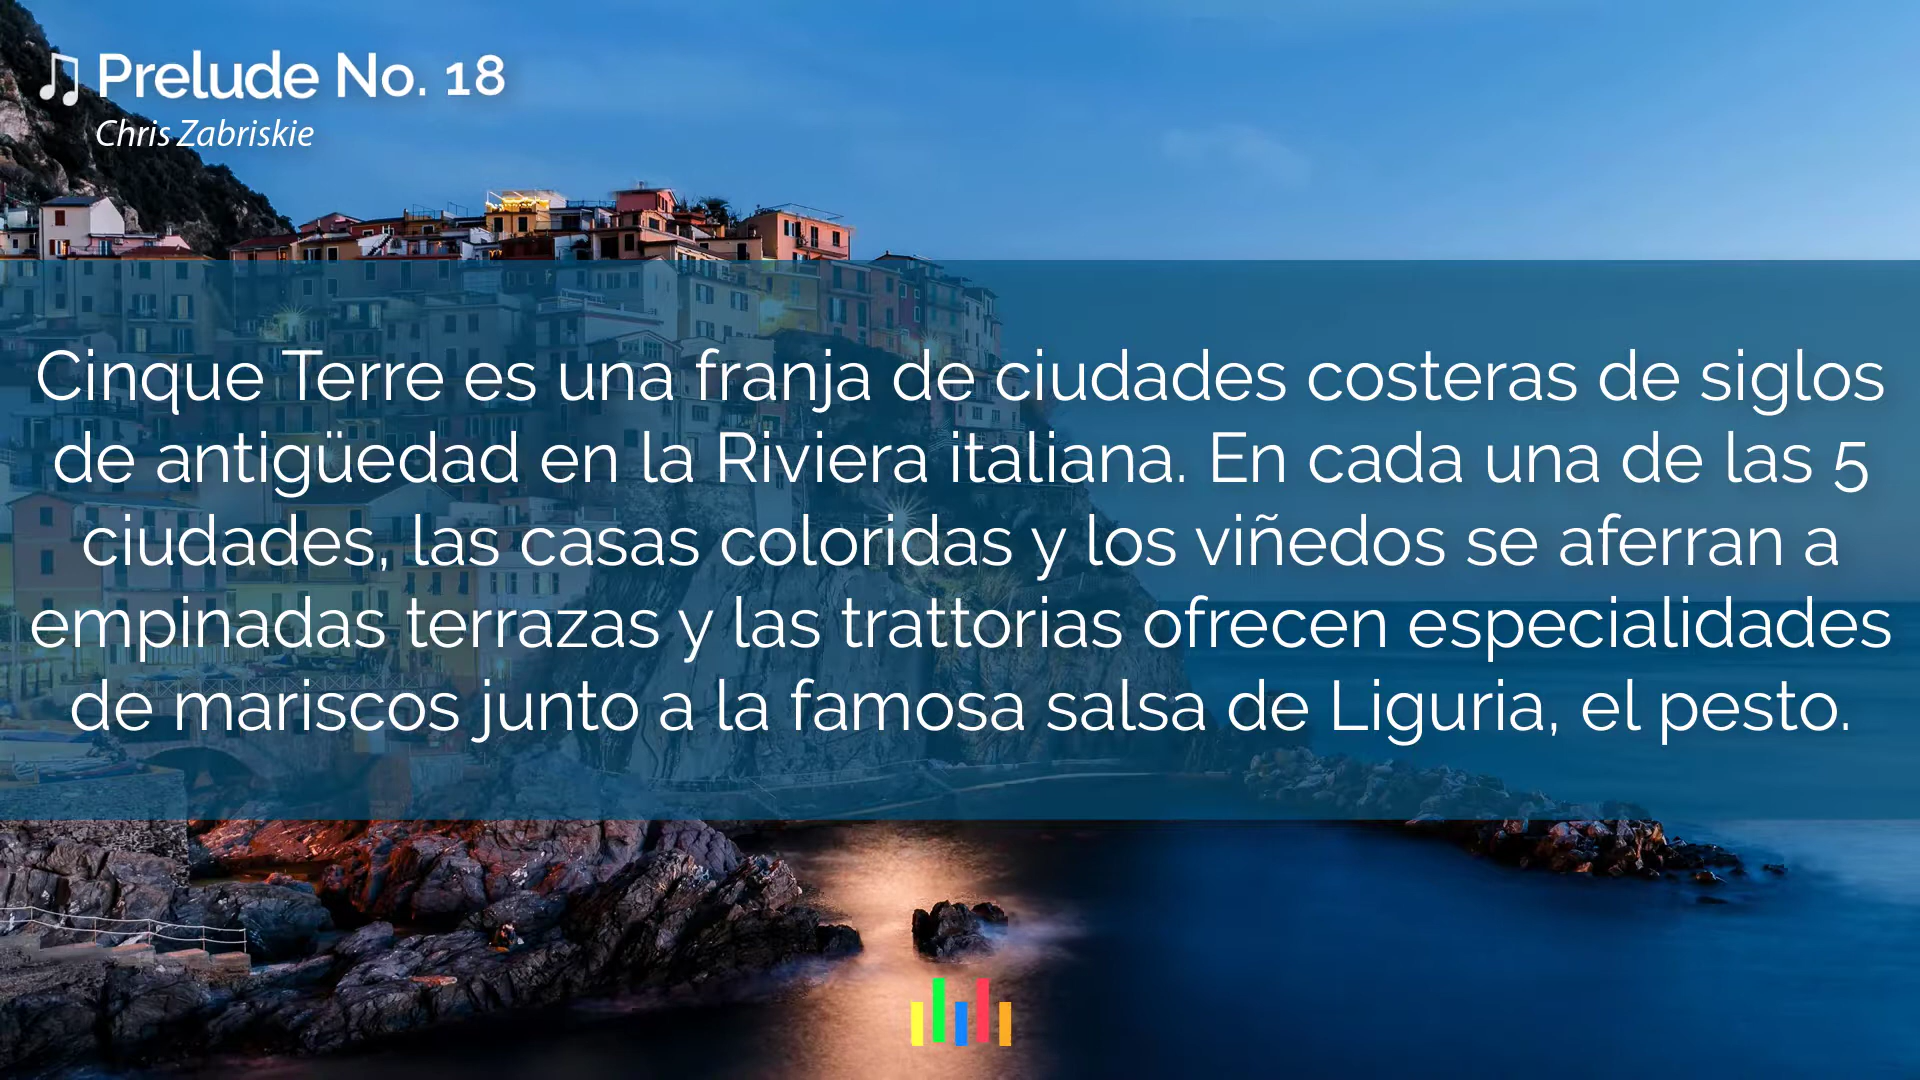 Prelude No. 18
Chris Zabriskie
Cinque Terre es una franja de ciudades costeras de siglos
de antigüedad en la Riviera italiana. En cada una de las 5
ciudades, las casas coloridas y los viñedos se aferran a
empinadas terrazas y las trattorias ofrecen especialidades
de mariscos junto a la famosa salsa de Liguria, el pesto.